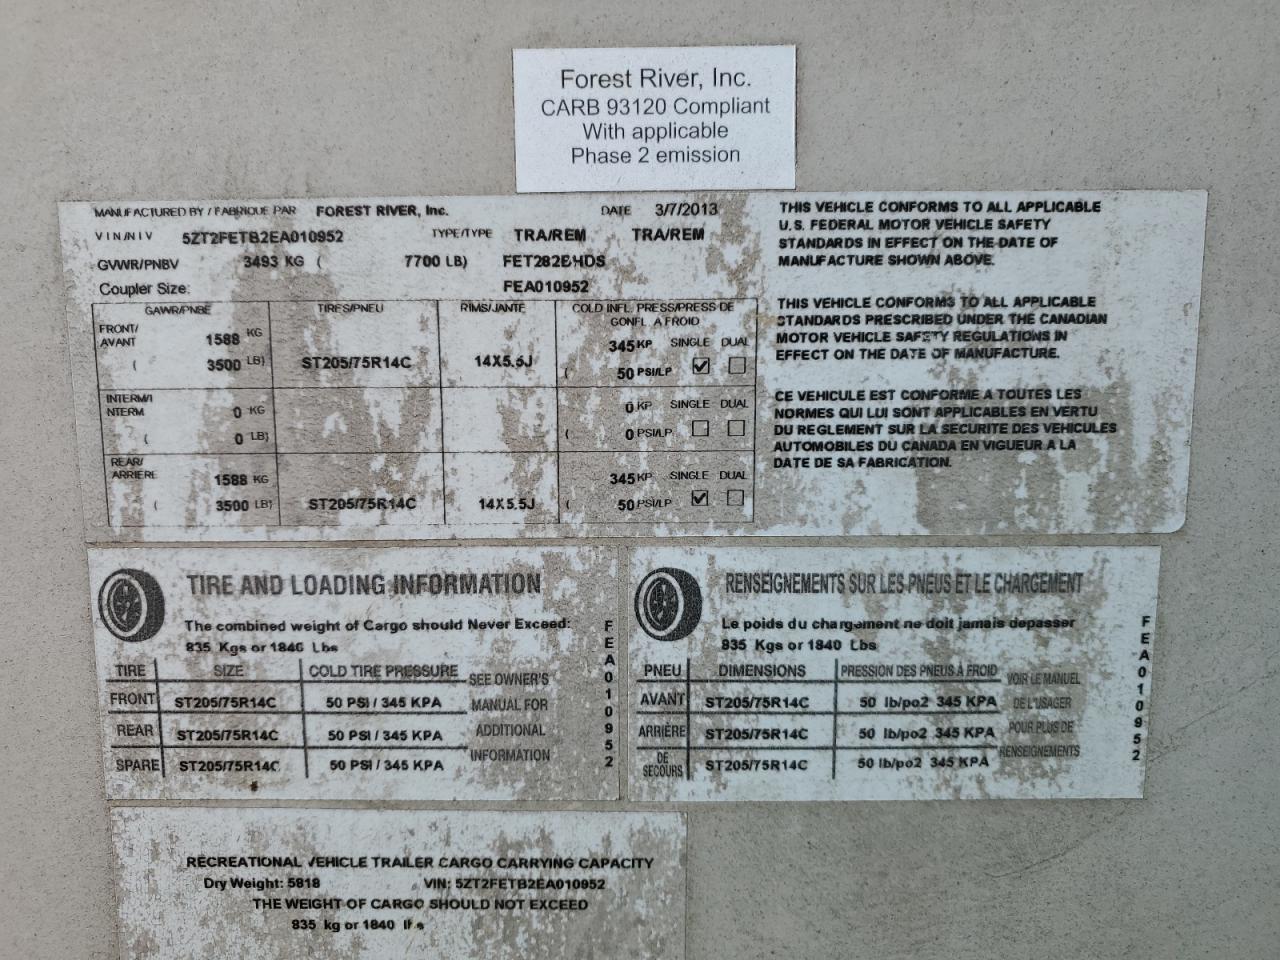 Forest River, Inc.
CARB 93120 Compliant
With applicable
Phase 2 emission
MANUFACTURED BY / FABRIQUE PAR FOREST RIVER, Inc. DATE 3/7/2013
VIN/NIV 5ZT2FETB2EA010952 TYPE/TYPE TRA/REM TRA/REM
GVWR/PNBV 3493 KG ( 7700 LB) FET282BHDS
Coupler Size: FEA010952
GAWR/PNBE TIRES/PNEU RIMS/JANTE COLD INFL. PRESS/PRESS DE
GONFL. A FROID
FRONT/
AVANT 1588 KG 345 KP SINGLE DUAL
( 3500 LB) ST205/75R14C 14X5.5J ( 50 PSI/LP
INTERM/I
NTERM 0 KG 0 KP SINGLE DUAL
( 0 LB) ( 0 PSI/LP
REAR/
ARRIERE 1588 KG 345 KP SINGLE DUAL
( 3500 LB) ST205/75R14C 14X5.5J ( 50 PSI/LP
THIS VEHICLE CONFORMS TO ALL APPLICABLE
U.S. FEDERAL MOTOR VEHICLE SAFETY
STANDARDS IN EFFECT ON THE DATE OF
MANUFACTURE SHOWN ABOVE.
THIS VEHICLE CONFORMS TO ALL APPLICABLE
STANDARDS PRESCRIBED UNDER THE CANADIAN
MOTOR VEHICLE SAFETY REGULATIONS IN
EFFECT ON THE DATE OF MANUFACTURE.
CE VEHICULE EST CONFORME A TOUTES LES
NORMES QUI LUI SONT APPLICABLES EN VERTU
DU REGLEMENT SUR LA SECURITE DES VEHICULES
AUTOMOBILES DU CANADA EN VIGUEUR A LA
DATE DE SA FABRICATION.
TIRE AND LOADING INFORMATION
The combined weight of Cargo should Never Exceed:
835 Kgs or 1840 Lbs
TIRE SIZE COLD TIRE PRESSURE SEE OWNER'S
FRONT ST205/75R14C 50 PSI / 345 KPA MANUAL FOR
REAR ST205/75R14C 50 PSI / 345 KPA ADDITIONAL
SPARE ST205/75R14C 50 PSI / 345 KPA INFORMATION
FEA010952
RENSEIGNEMENTS SUR LES PNEUS ET LE CHARGEMENT
Le poids du chargement ne doit jamais depasser
835 Kgs or 1840 Lbs
PNEU DIMENSIONS PRESSION DES PNEUS À FROID VOIR LE MANUEL
AVANT ST205/75R14C 50 lb/po2 345 KPA DE L'USAGER
ARRIÈRE ST205/75R14C 50 lb/po2 345 KPA POUR PLUS DE
DE
SECOURS ST205/75R14C 50 lb/po2 345 KPA RENSEIGNEMENTS
FEA010952
RECREATIONAL VEHICLE TRAILER CARGO CARRYING CAPACITY
Dry Weight: 5818 VIN: 5ZT2FETB2EA010952
THE WEIGHT OF CARGO SHOULD NOT EXCEED
835 kg or 1840 lbs